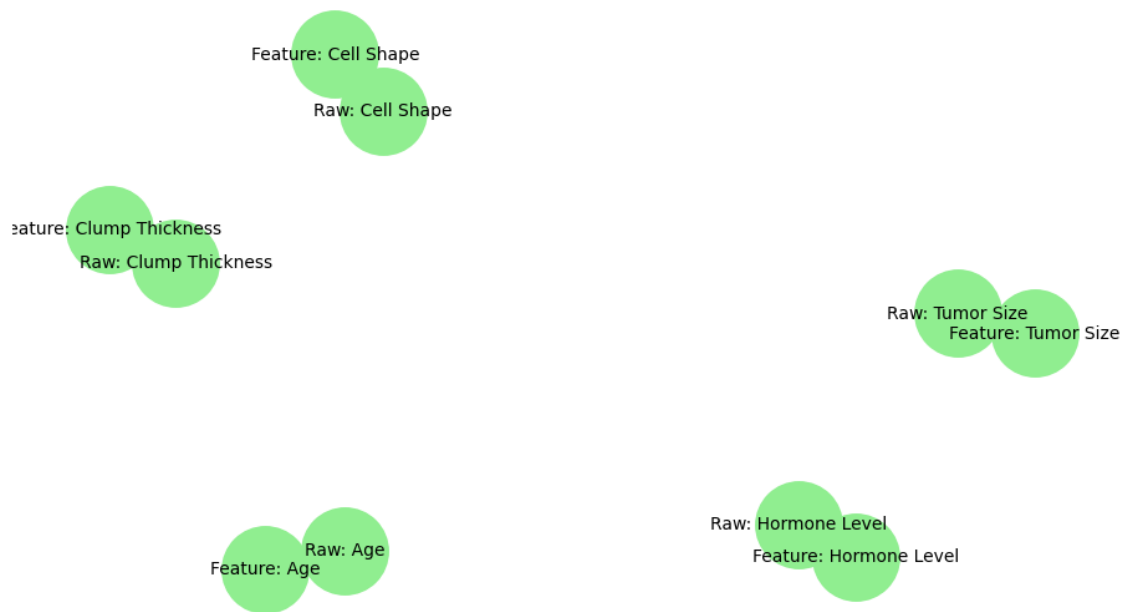 Feature: Cell Shape
Raw: Cell Shape
eature: Clump Thickness
Raw: Clump Thickness
Raw: Tumor Size
Feature: Tumor Size
Raw: Hormone Level
Feature: Hormone Level
Raw: Age
Feature: Age